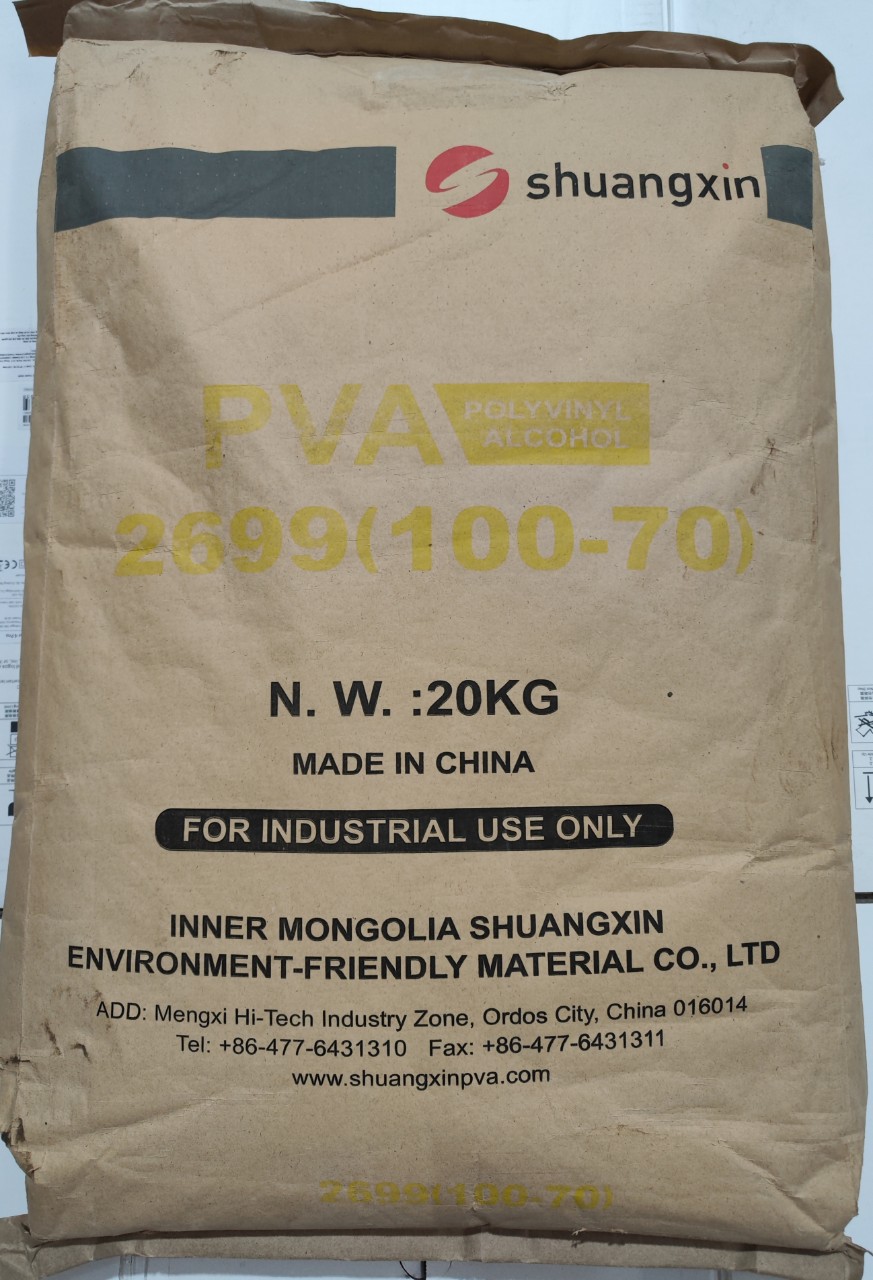 shuangxin
PVA POLYVINYL
ALCOHOL
2699(100-70)
N. W. :20KG
MADE IN CHINA
FOR INDUSTRIAL USE ONLY
INNER MONGOLIA SHUANGXIN
ENVIRONMENT-FRIENDLY MATERIAL CO., LTD
ADD: Mengxi Hi-Tech Industry Zone, Ordos City, China 016014
Tel: +86-477-6431310 Fax: +86-477-6431311
www.shuangxinpva.com
2699(100-70)